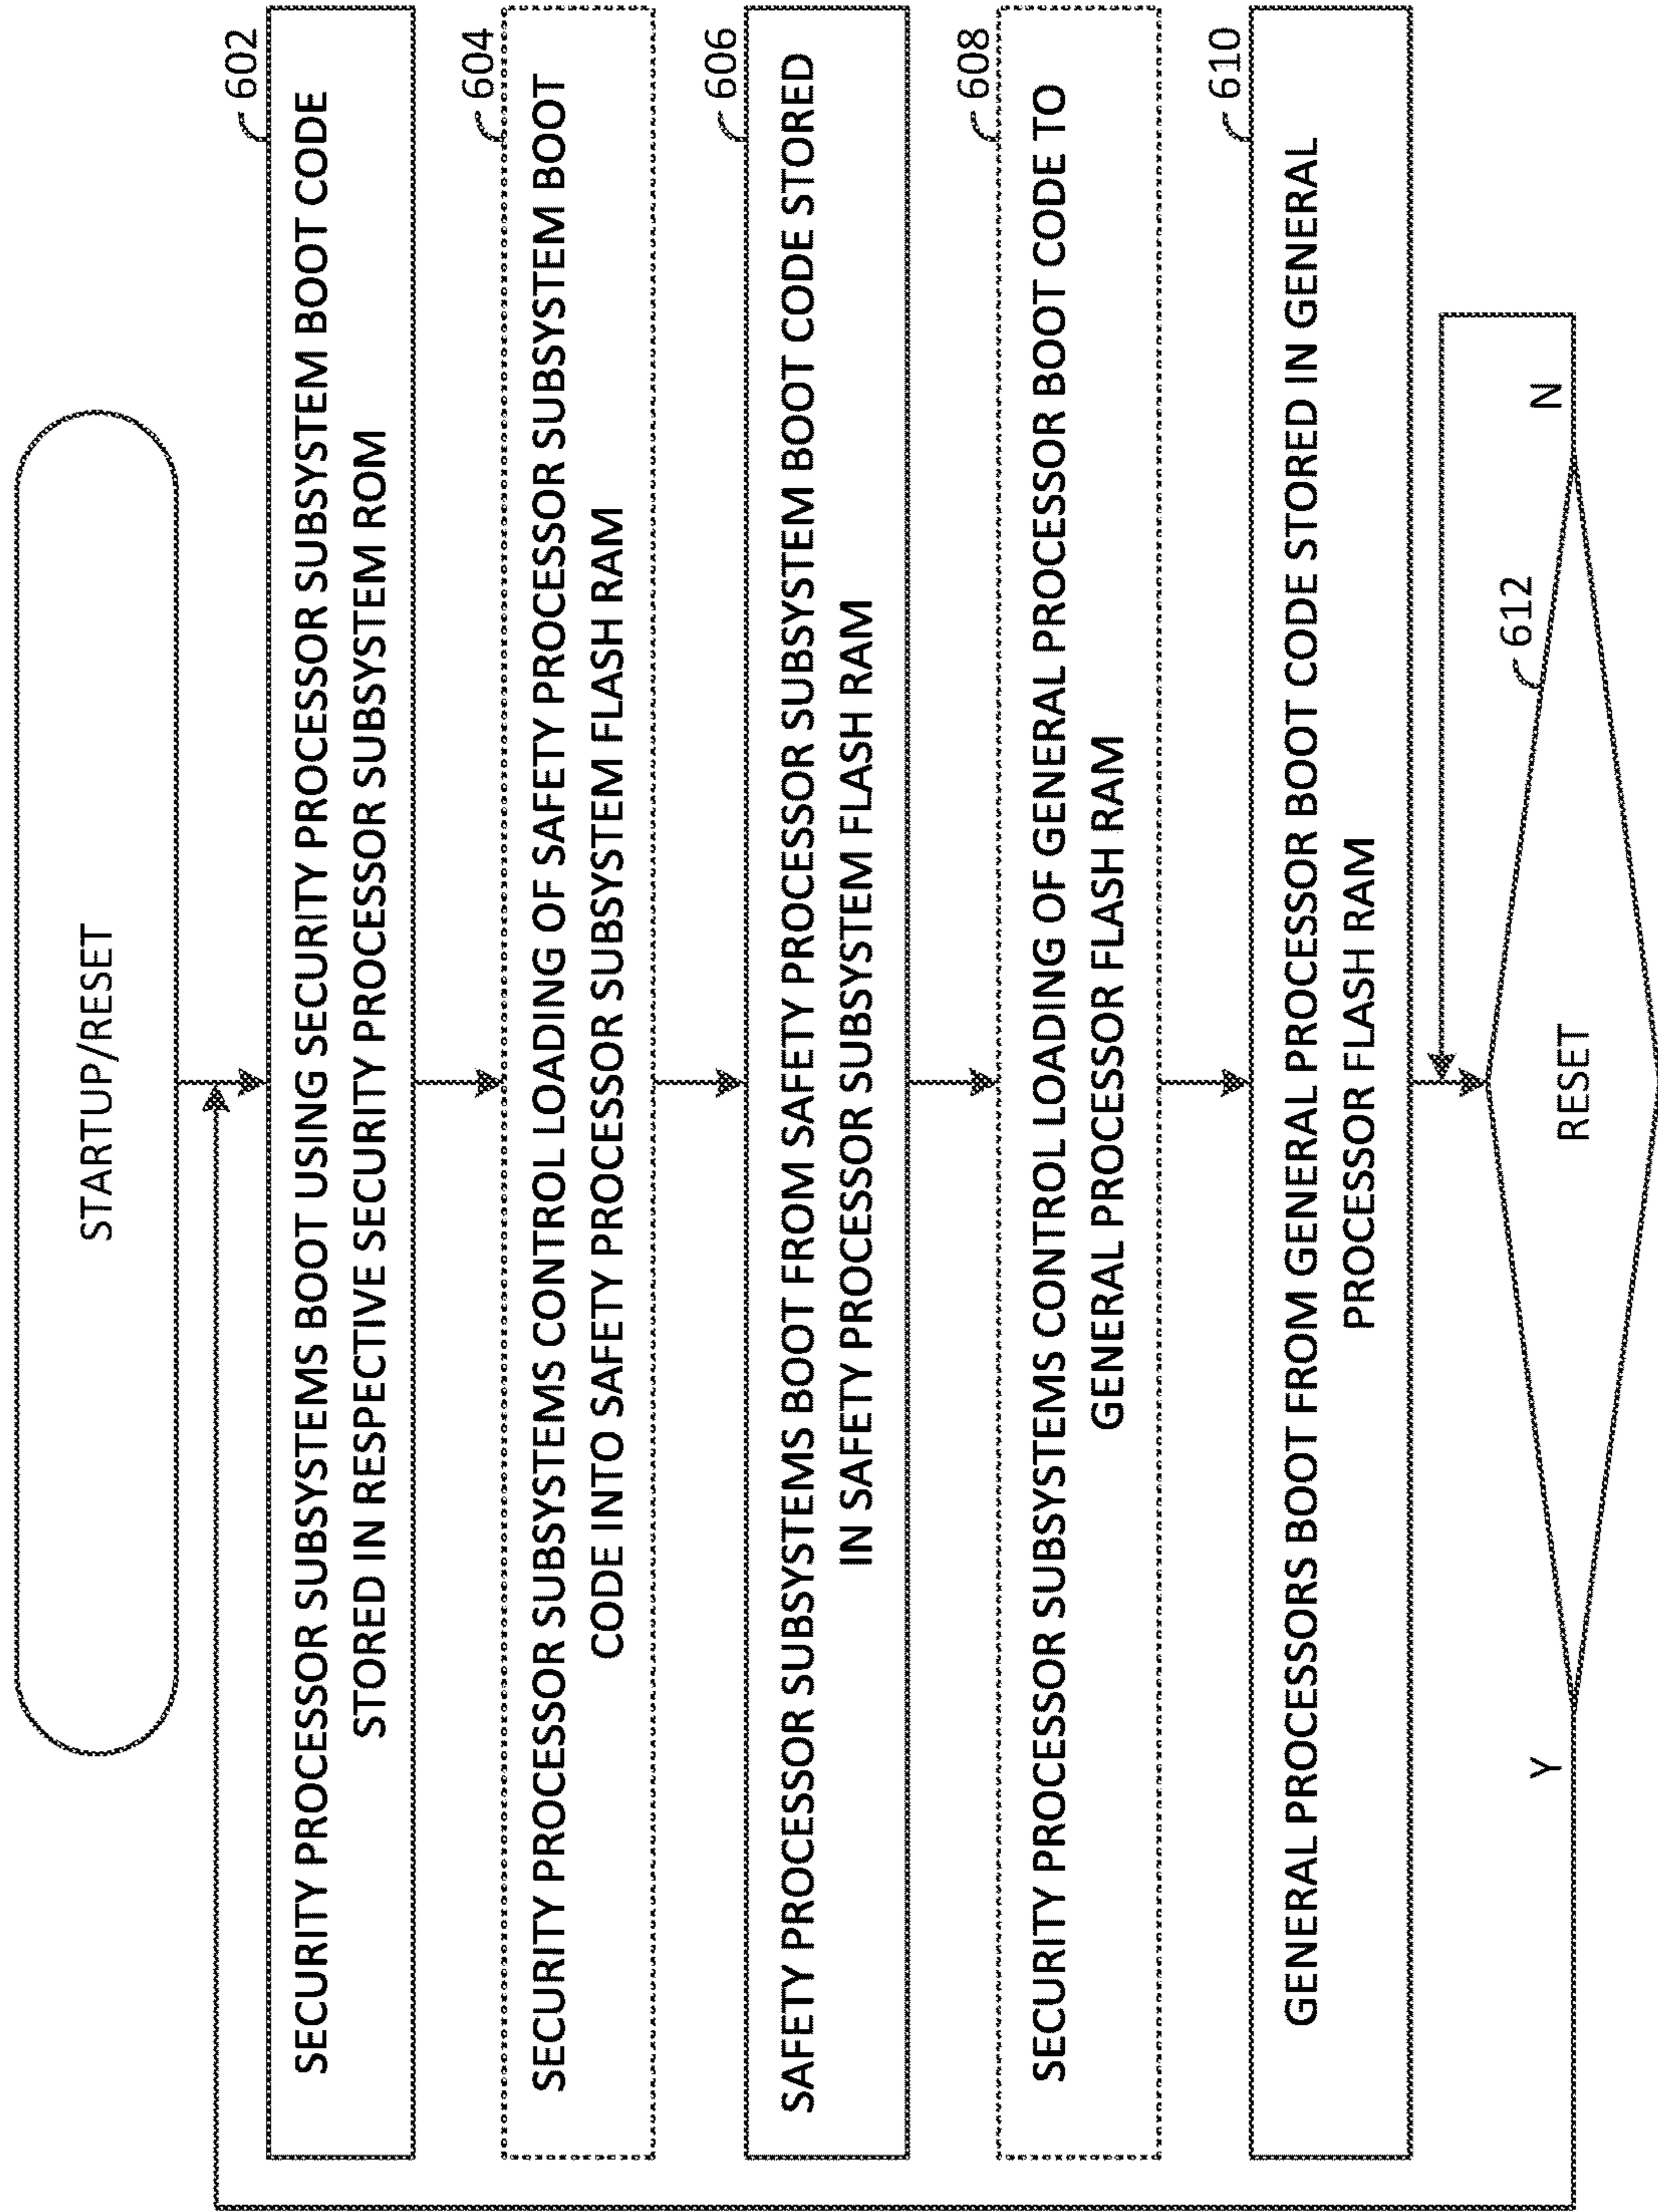 STARTUP/RESET
602
SECURITY PROCESSOR SUBSYSTEMS BOOT USING SECURITY PROCESSOR SUBSYSTEM BOOT CODE
STORED IN RESPECTIVE SECURITY PROCESSOR SUBSYSTEM ROM
604
SECURITY PROCESSOR SUBSYSTEMS CONTROL LOADING OF SAFETY PROCESSOR SUBSYSTEM BOOT
CODE INTO SAFETY PROCESSOR SUBSYSTEM FLASH RAM
606
SAFETY PROCESSOR SUBSYSTEMS BOOT FROM SAFETY PROCESSOR SUBSYSTEM BOOT CODE STORED
IN SAFETY PROCESSOR SUBSYSTEM FLASH RAM
608
SECURITY PROCESSOR SUBSYSTEMS CONTROL LOADING OF GENERAL PROCESSOR BOOT CODE TO
GENERAL PROCESSOR FLASH RAM
610
GENERAL PROCESSORS BOOT FROM GENERAL PROCESSOR BOOT CODE STORED IN GENERAL
PROCESSOR FLASH RAM
612
Y
RESET
N